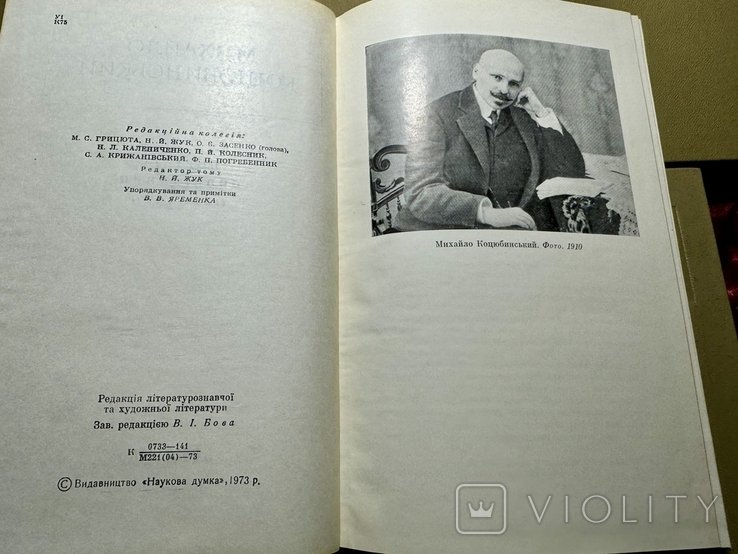 У1
К75
Редакційна колегія:
М. С. ГРИЦЮТА, Н. Й. ЖУК, О. Є. ЗАСЕНКО (голова),
Н. Л. КАЛЕНИЧЕНКО, П. Й. КОЛЕСНИК,
С. А. КРИЖАНІВСЬКИЙ, Ф. П. ПОГРЕБЕННИК
Редактор тому
Н. Й. ЖУК
Упорядкування та примітки
В. В. ЯРЕМЕНКА
Редакція літературознавчої
та художньої літератури
Зав. редакцією В. І. Бова
К 0733—141
М221(04)—73
© Видавництво «Наукова думка», 1973 р.
Михайло Коцюбинський. Фото. 1910
VIOLITY